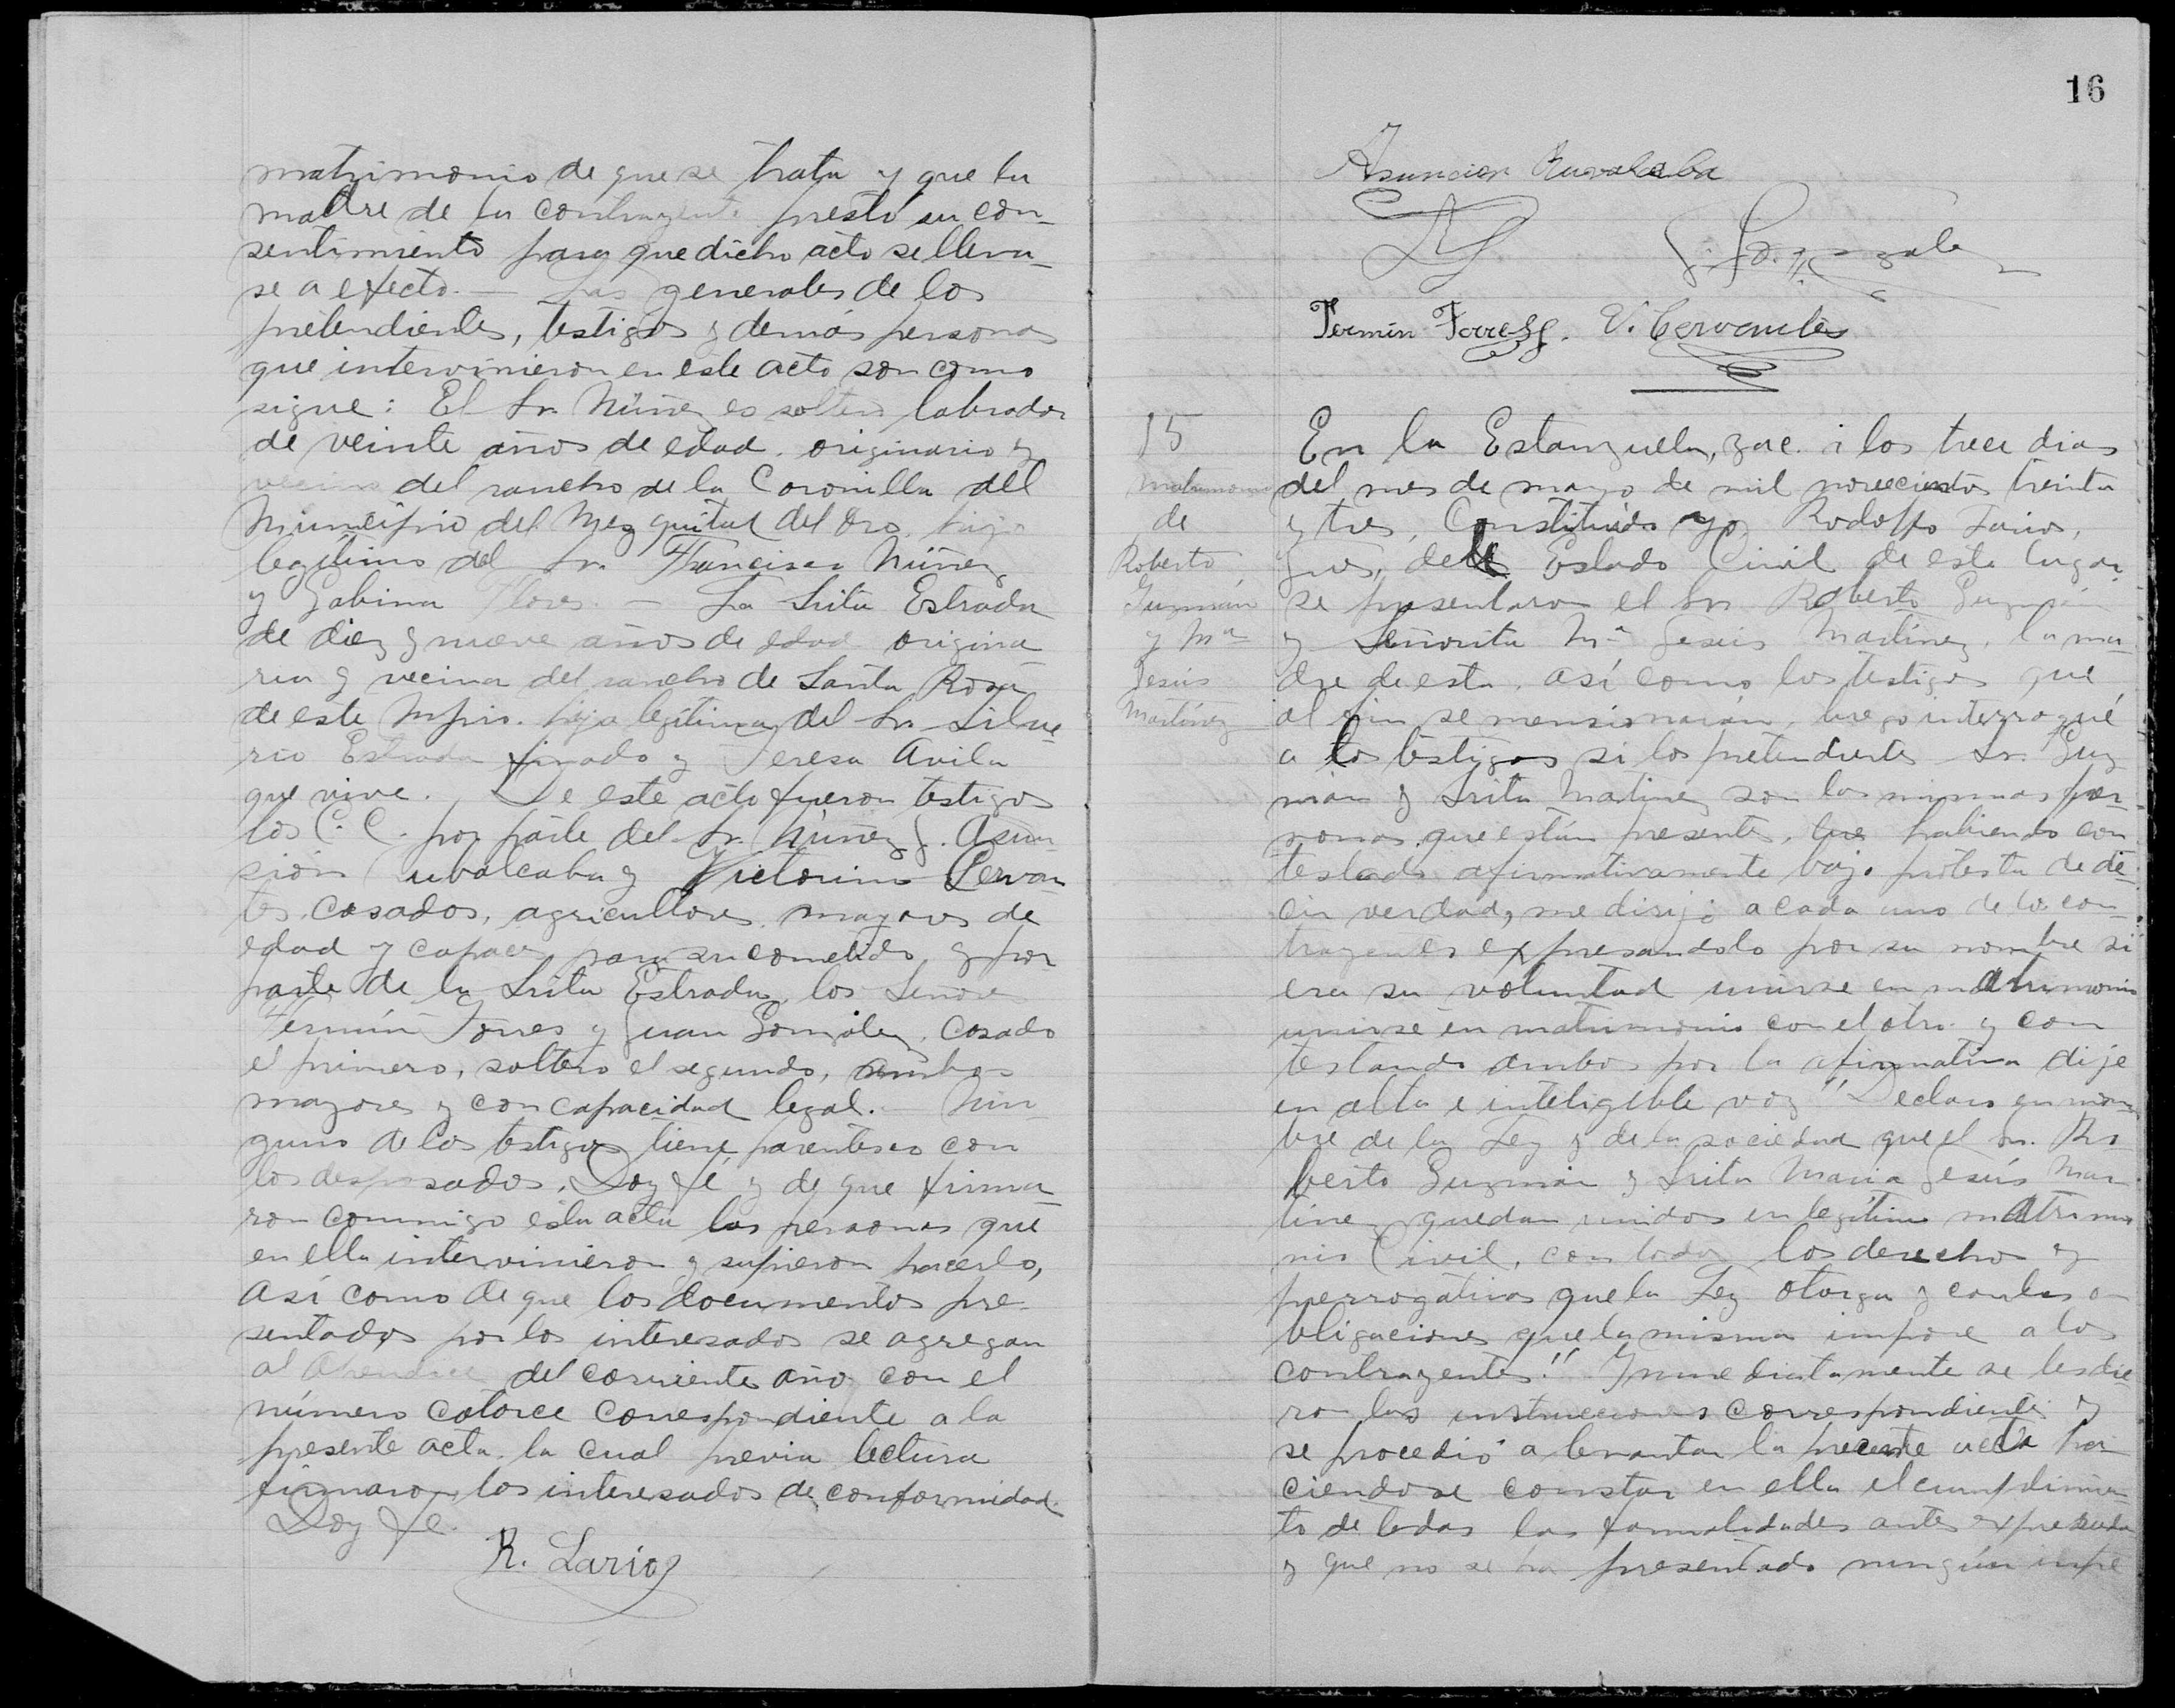 matrimonio de que se trata y que la
madre de la contrayente prestó su con-
sentimiento para que dicho acto se lleva-
se a efecto. — Las generales de los
pretendientes, testigos y demás personas
que intervinieron en este acto son como
sigue: El Sr. Núñez es soltero labrador
de veinte años de edad. originario y
vecino del rancho de la Coronilla del
Municipio del Mezquital del Oro, hijo
legítimo del Sr. Francisco Núñez
y Gabina Flores. — La Srita Estrada
de diez y nueve años de edad origina
ria y vecina del rancho de Santa Rosa
de este Mpio. hija legítima del Sr.
rio Estrada finado y Teresa Avila
que vive. De este acto fueron testigos
los C. C. por parte del Sr. Núñez J. Asun
sión Ruvalcaba y Victorino Cervan
tes, casados, agricultores, mayores de
edad y capaces para su cometido, y por
parte de la Srita Estrada, los Señores
Fermín Torres y Juan González, casado
el primero, soltero el segundo, ambos
mayores y con capacidad legal. Nin
guno de los testigos tiene parentesco con
los desposados. Doy fé y de que firma-
ron conmigo esta acta las personas que
en ella intervinieron y supieron hacerlo,
así como de que los documentos pre-
sentados por los interesados se agregan
al apendice del corriente año con el
número catorce correspondiente a la
presente acta, la cual previa lectura
firmaron los interesados de conformidad.
Doy fe.
R. Larios
16
Asuncion Ruvalcaba
J. Gonzalez
Fermín Torres. V. Cervantes
15
matrimonio
de
Roberto
Guzmán
y Mª
Jesús
Martínez
En la Estanzuela, Zac. á los trece dias
del mes de mayo de mil novecientos treinta
y tres, Constituído yo, Rodolfo Larios,
Jues, del Estado Civil de este lugar,
se presentaron el Sr. Roberto Guzmán
y Señorita Mª Jesús Martínez, la ma
dre de esta, así como los testigos que
al fin se mensionarán, luego interrogué
a los testigos si los pretendientes Sr. Guz
mán y Srita Martinez son las mismas per
sonas que están presentes, que habiendo con
testado afirmativamente bajo protesta de de-
cir verdad, me dirijí a cada uno de los con-
trayentes expresandolo por su nombre si
era su voluntad unirse en matrimonio
unirse en matrimonio con el otro y con
testando ambos por la afirmativa dije
en alta e inteligible voz "Declaro en nom
bre de la Ley y de la sociedad que el Sr. Ro
berto Guzmán y Srita Maria Jesús Mar
tínez quedan unidos en legítimo matrimo
nio Civil, con todos los derechos y
prerrogativas que la Ley otorga y con las o
bligaciones que la misma impone a los
contrayentes." Inmediatamente se les die-
ron las instrucciones correspondientes y
se procedió a levantar la presente acta ha
ciendose constar en ella el cumplimien-
to de todas las formalidades antes expresadas
y que no se ha presentado ningún impe